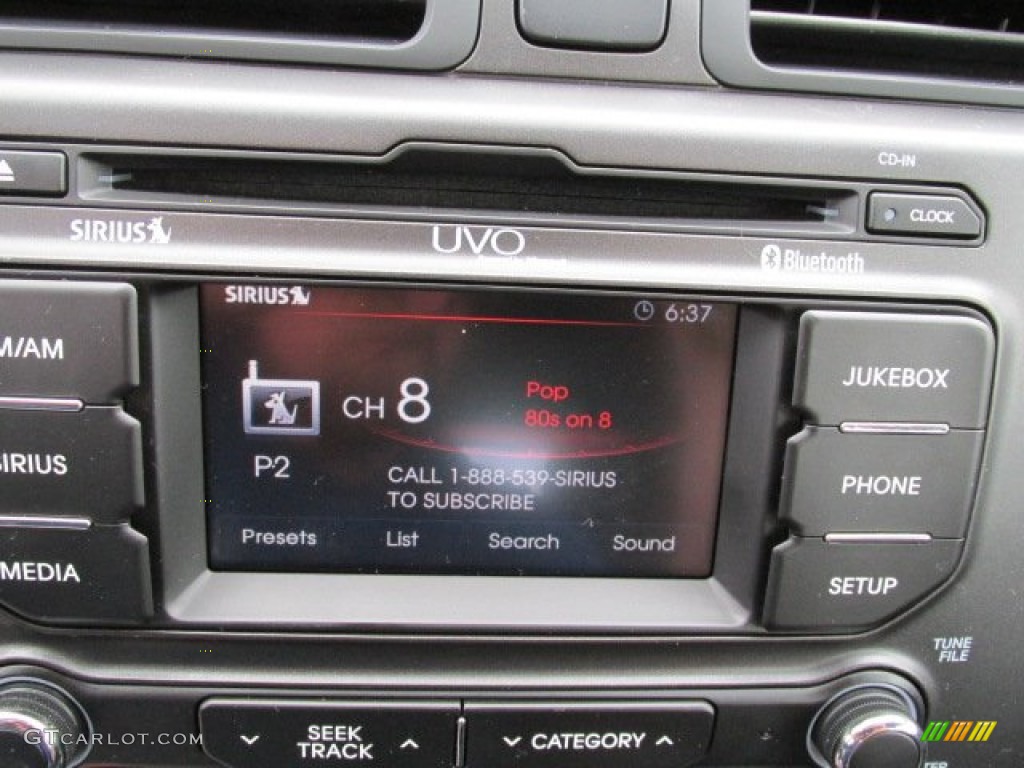 CD-IN
CLOCK
SIRIUS
UVO
Bluetooth
SIRIUS
6:37
M/AM
JUKEBOX
CH 8
Pop
80s on 8
SIRIUS
P2
PHONE
CALL 1-888-539-SIRIUS
TO SUBSCRIBE
Presets List Search Sound
MEDIA
SETUP
TUNE
FILE
SEEK
TRACK
CATEGORY
GTCARLOT.COM